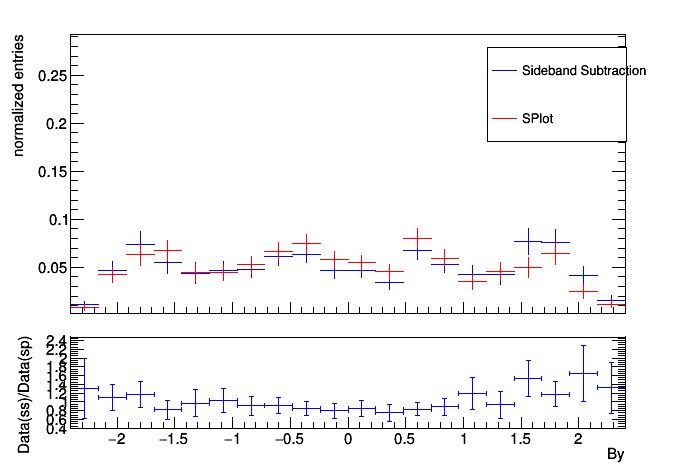 normalized entries
0.25
0.2
0.15
0.1
0.05
Sideband Subtraction
SPlot
Data(ss)/Data(sp)
2.4
2.2
2
1.8
1.6
1.4
1.2
1
0.8
0.6
0.4
−2 −1.5 −1 −0.5 0 0.5 1 1.5 2
By